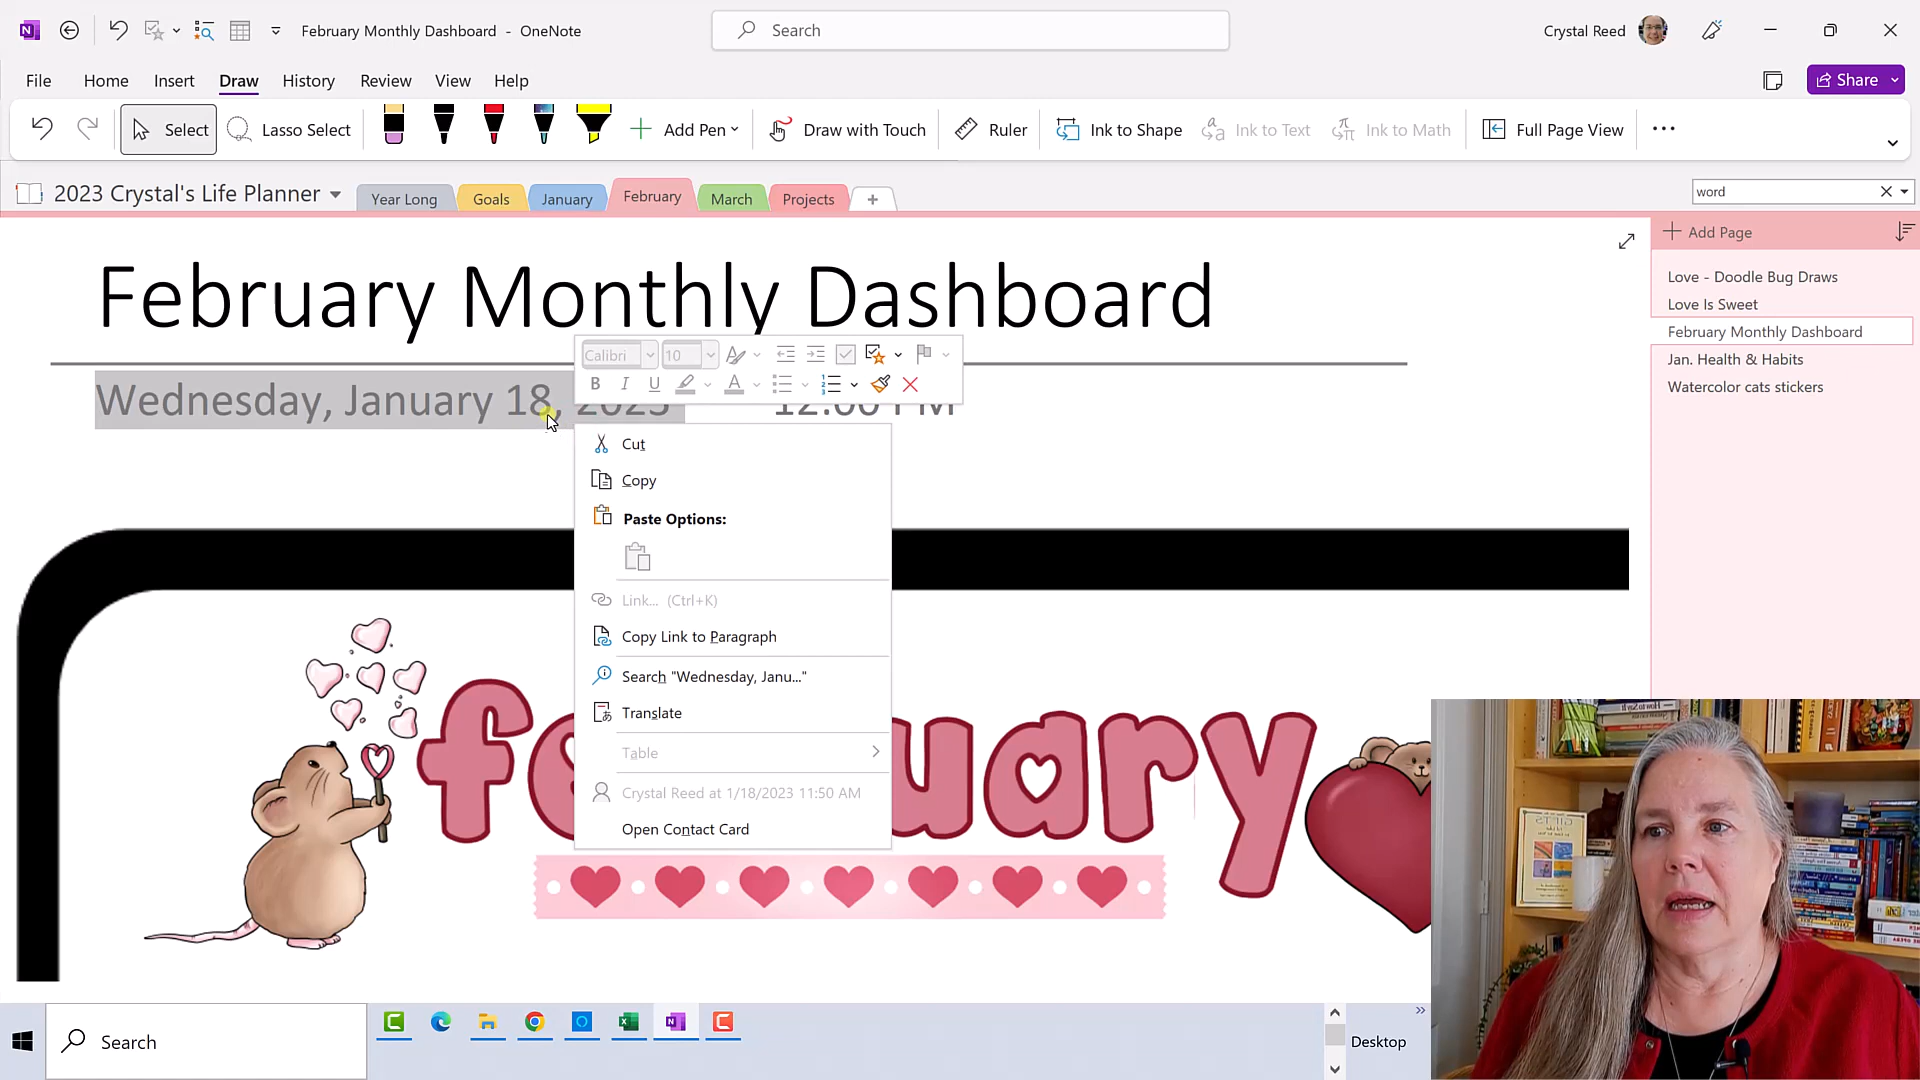 February Monthly Dashboard - OneNote
Search
Crystal Reed
File Home Insert Draw History Review View Help
Share
Select Lasso Select Add Pen Draw with Touch Ruler Ink to Shape Ink to Text Ink to Math Full Page View
2023 Crystal's Life Planner
Year Long Goals January February March Projects
word
Add Page
Love - Doodle Bug Draws
Love Is Sweet
February Monthly Dashboard
Jan. Health & Habits
Watercolor cats stickers
February Monthly Dashboard
Calibri 10
B I U
Wednesday, January 18, 2023 12:00 PM
Cut
Copy
Paste Options:
Link... (Ctrl+K)
Copy Link to Paragraph
Search "Wednesday, Janu..."
Translate
Table
Crystal Reed at 1/18/2023 11:50 AM
Open Contact Card
Search
Desktop